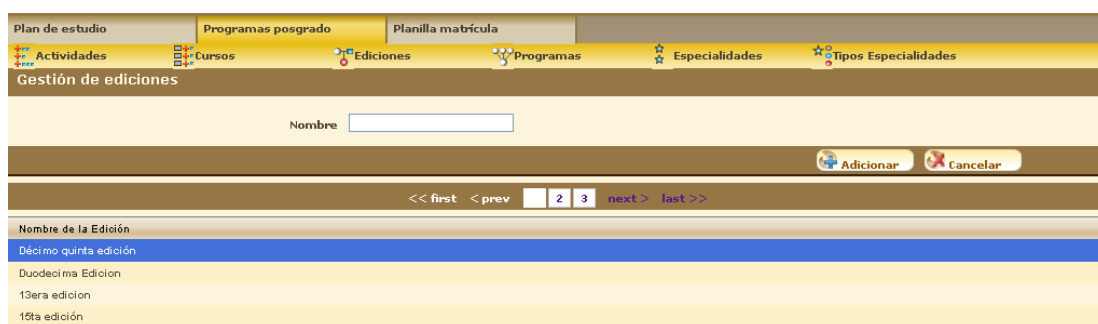 Plan de estudio Programas posgrado Planilla matrícula
Actividades Cursos Ediciones Programas Especialidades Tipos Especialidades
Gestión de ediciones
Nombre
Adicionar Cancelar
<< first < prev 2 3 next > last >>
Nombre de la Edición
Décimo quinta edición
Duodecima Edicion
13era edicion
15ta edición